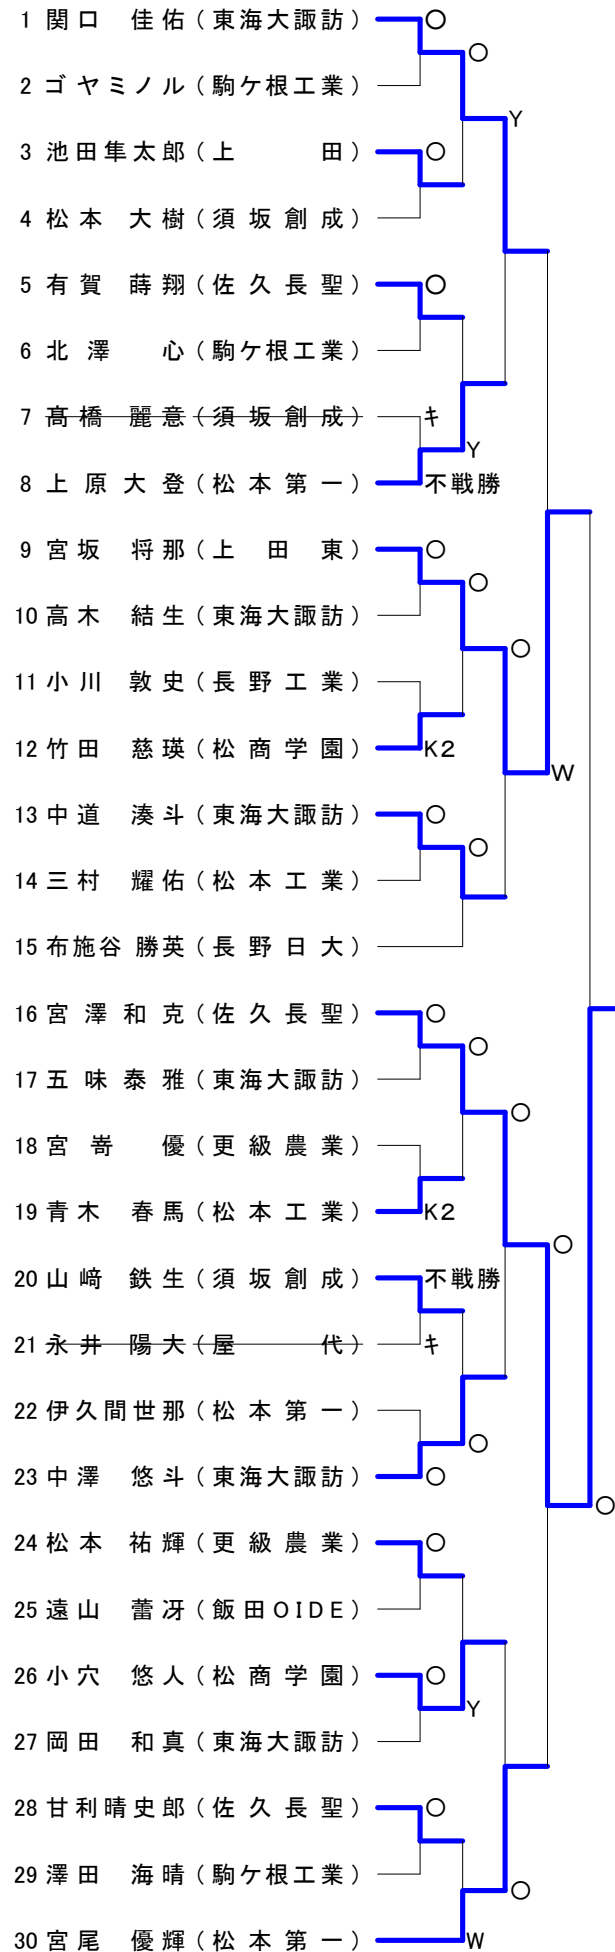 1 関口 佳佑（東海大諏訪） ○
○
2 ゴヤミノル（駒ケ根工業）
Y
3 池田隼太郎（上田） ○
4 松本 大樹（須坂創成）
5 有賀 蒔翔（佐久長聖） ○
6 北澤 心（駒ケ根工業）
7 髙橋 麗意（須坂創成） キ
Y
8 上原大登（松本第一） 不戦勝
9 宮坂 将那（上田東） ○
○
10 高木 結生（東海大諏訪）
○
11 小川 敦史（長野工業）
12 竹田 慈瑛（松商学園） K2
W
13 中道 湊斗（東海大諏訪） ○
○
14 三村 耀佑（松本工業）
15 布施谷 勝英（長野日大）
16 宮澤和克（佐久長聖） ○
○
17 五味泰雅（東海大諏訪）
○
18 宮嵜 優（更級農業）
19 青木 春馬（松本工業） K2
○
20 山﨑 鉄生（須坂創成） 不戦勝
21 永井 陽大（屋代） キ
22 伊久間世那（松本第一）
○
23 中澤 悠斗（東海大諏訪） ○
○
24 松本 祐輝（更級農業） ○
25 遠山 蕾冴（飯田OIDE）
26 小穴 悠人（松商学園） ○
Y
27 岡田 和真（東海大諏訪）
28 甘利晴史郎（佐久長聖） ○
29 澤田 海晴（駒ケ根工業）
○
30 宮尾 優輝（松本第一） W